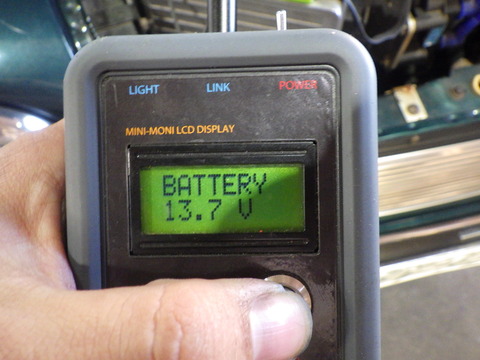 LIGHT LINK POWER
MINI-MONI LCD DISPLAY
BATTERY
13.7 V